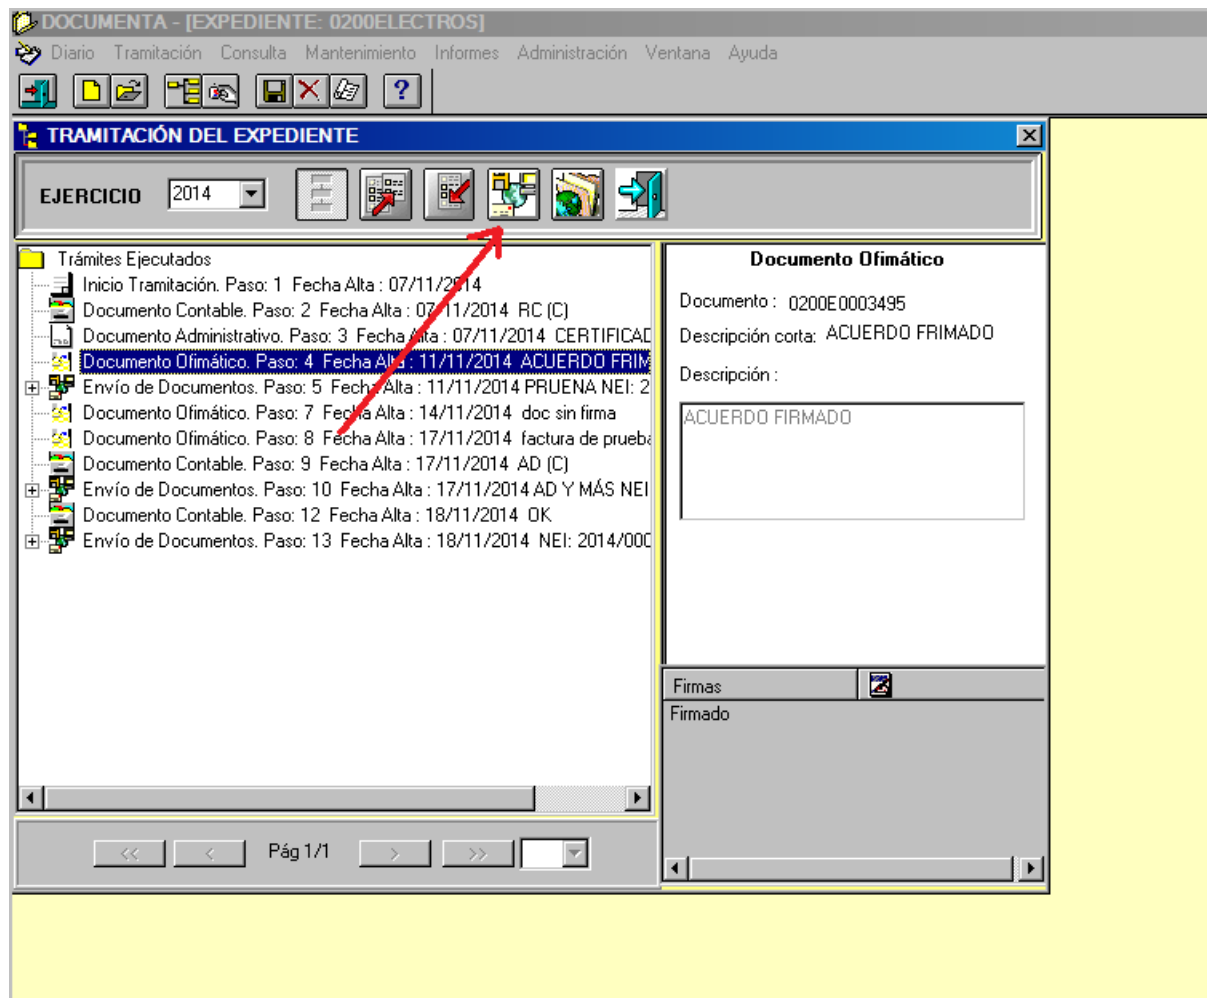 DOCUMENTA - [EXPEDIENTE: 0200ELECTROS]
Diario Tramitación Consulta Mantenimiento Informes Administración Ventana Ayuda
?
TRAMITACIÓN DEL EXPEDIENTE
EJERCICIO 2014
Trámites Ejecutados
Inicio Tramitación. Paso: 1 Fecha Alta : 07/11/2014
Documento Contable. Paso: 2 Fecha Alta : 07/11/2014 RC (C)
Documento Administrativo. Paso: 3 Fecha Alta : 07/11/2014 CERTIFICAD
Documento Ofimático. Paso: 4 Fecha Alta : 11/11/2014 ACUERDO FRIM
Envío de Documentos. Paso: 5 Fecha Alta : 11/11/2014 PRUENA NEI: 2
Documento Ofimático. Paso: 7 Fecha Alta : 14/11/2014 doc sin firma
Documento Ofimático. Paso: 8 Fecha Alta : 17/11/2014 factura de prueba
Documento Contable. Paso: 9 Fecha Alta : 17/11/2014 AD (C)
Envío de Documentos. Paso: 10 Fecha Alta : 17/11/2014 AD Y MÁS NEI
Documento Contable. Paso: 12 Fecha Alta : 18/11/2014 OK
Envío de Documentos. Paso: 13 Fecha Alta : 18/11/2014 NEI: 2014/000
<< < Pág 1/1 > >>
Documento Ofimático
Documento : 0200E0003495
Descripción corta: ACUERDO FRIMADO
Descripción :
ACUERDO FIRMADO
Firmas
Firmado